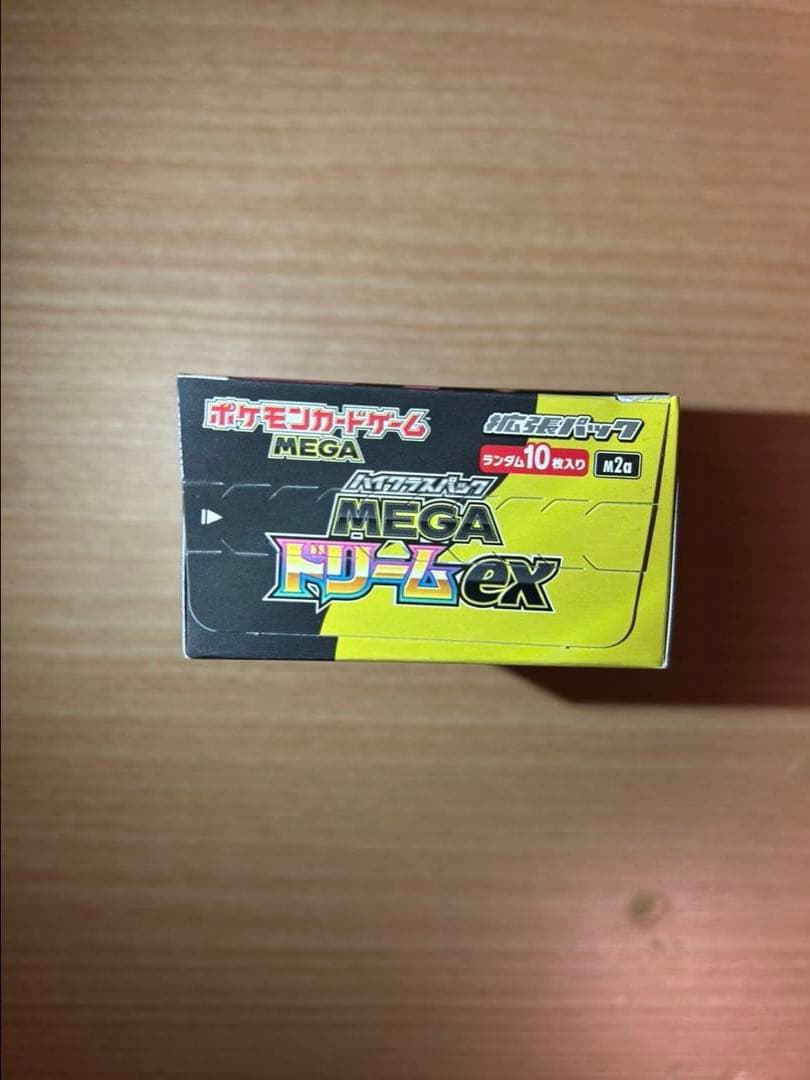 ポケモンカードゲーム
MEGA
拡張パック
ランダム10枚入り
M2a
ハイクラスパック
MEGA
ドリームex